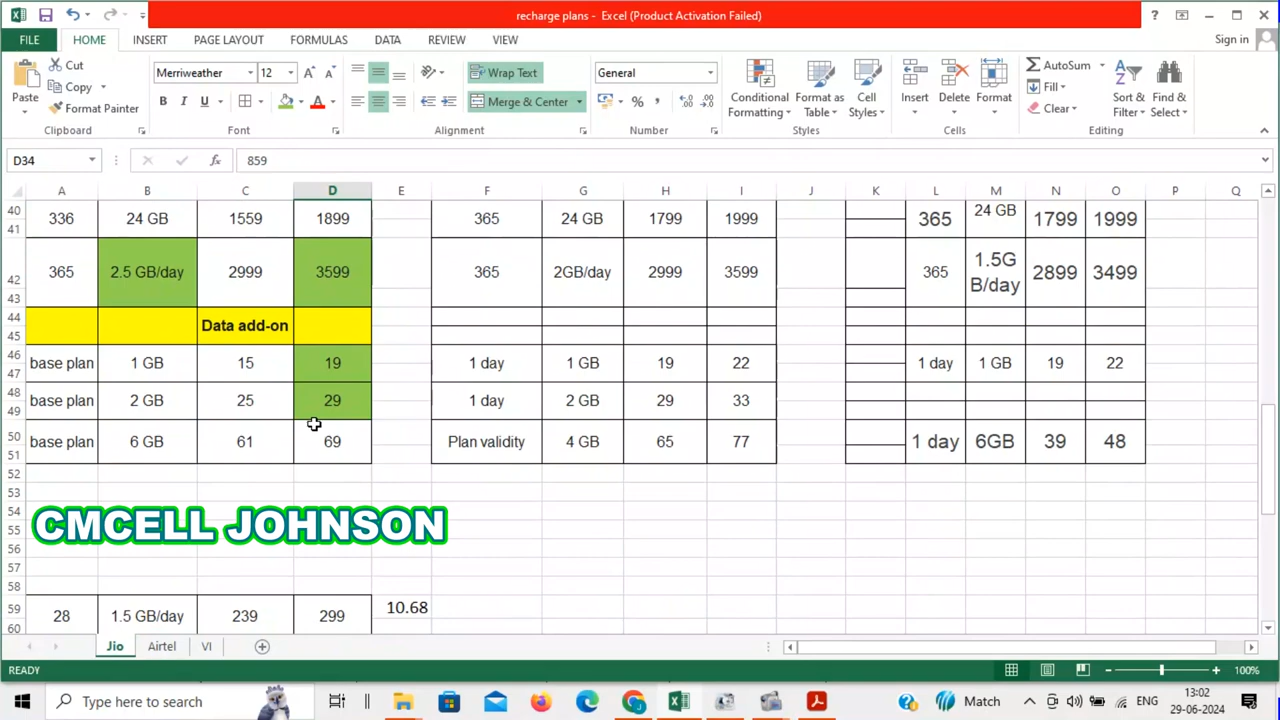 recharge plans - Excel (Product Activation Failed)
FILE HOME INSERT PAGE LAYOUT FORMULAS DATA REVIEW VIEW Sign in
Paste Cut Copy Format Painter
Merriweather 12 Wrap Text Merge & Center
General
Conditional Formatting Format as Table Cell Styles
Insert Delete Format
AutoSum Fill Clear Sort & Filter Find & Select
Clipboard Font Alignment Number Styles Cells Editing
D34 859
A B C D E F G H I J K L M N O P Q
40 336 24 GB 1559 1899 365 24 GB 1799 1999 365 24 GB 1799 1999
41
42 365 2.5 GB/day 2999 3599 365 2GB/day 2999 3599 365 1.5G B/day 2899 3499
43
44 Data add-on
45
46 base plan 1 GB 15 19 1 day 1 GB 19 22 1 day 1 GB 19 22
47
48 base plan 2 GB 25 29 1 day 2 GB 29 33
49
50 base plan 6 GB 61 69 Plan validity 4 GB 65 77 1 day 6GB 39 48
51
52
53
54
CMCELL JOHNSON
55
56
57
58
59 28 1.5 GB/day 239 299 10.68
60
Jio Airtel VI
READY 100%
Type here to search Match ENG 13:02
29-06-2024